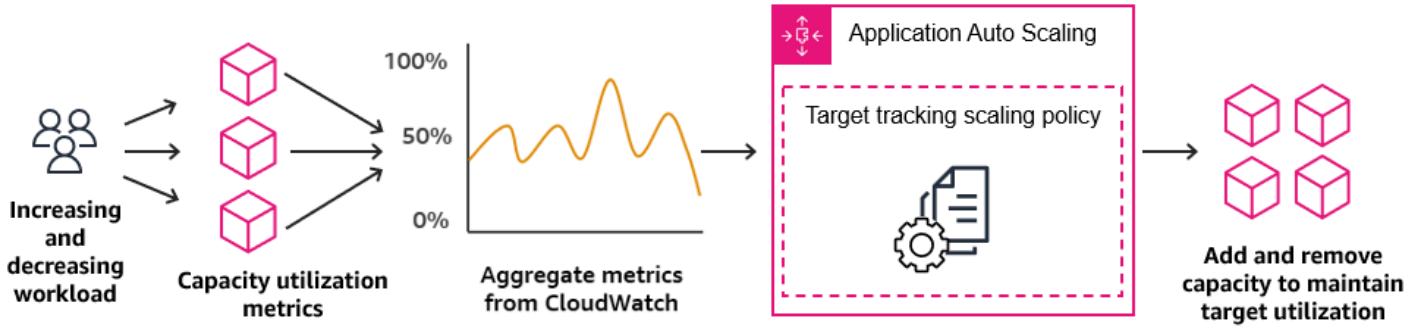 Increasing
and
decreasing
workload
Capacity utilization
metrics
100%
50%
0%
Aggregate metrics
from CloudWatch
Application Auto Scaling
Target tracking scaling policy
Add and remove
capacity to maintain
target utilization